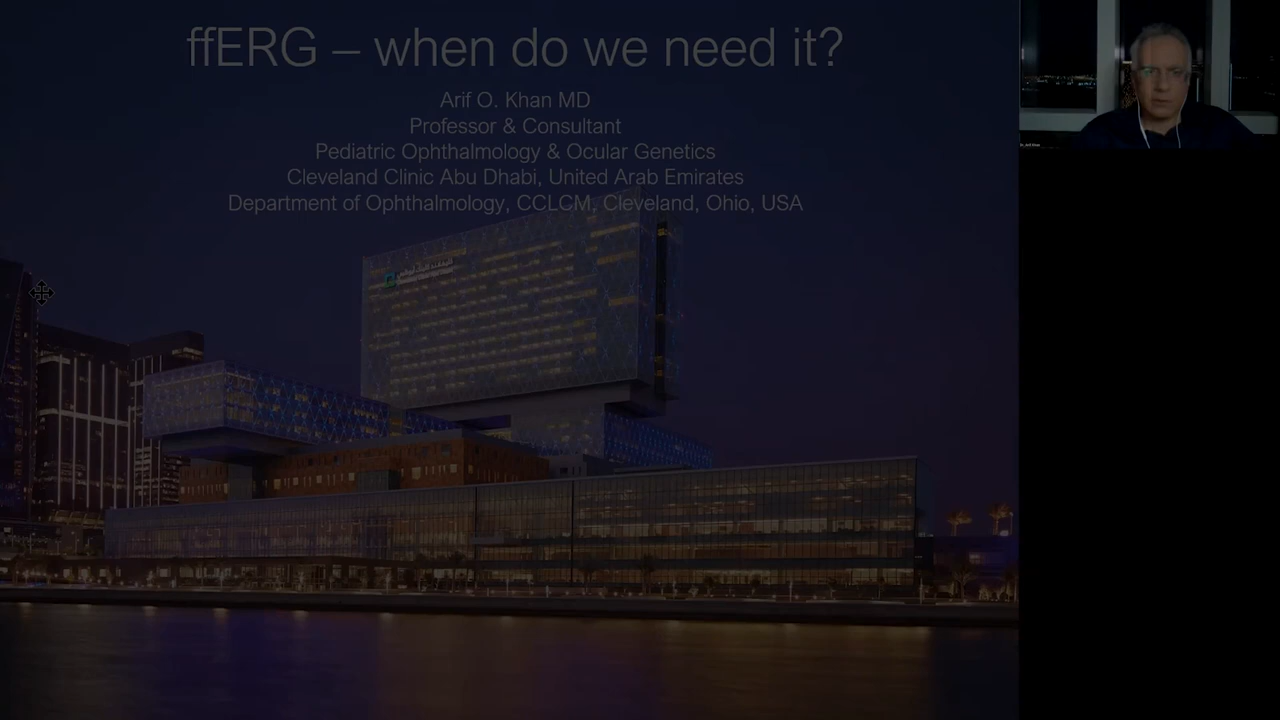 ffERG – when do we need it?
Arif O. Khan MD
Professor & Consultant
Pediatric Ophthalmology & Ocular Genetics
Cleveland Clinic Abu Dhabi, United Arab Emirates
Department of Ophthalmology, CCLCM, Cleveland, Ohio, USA